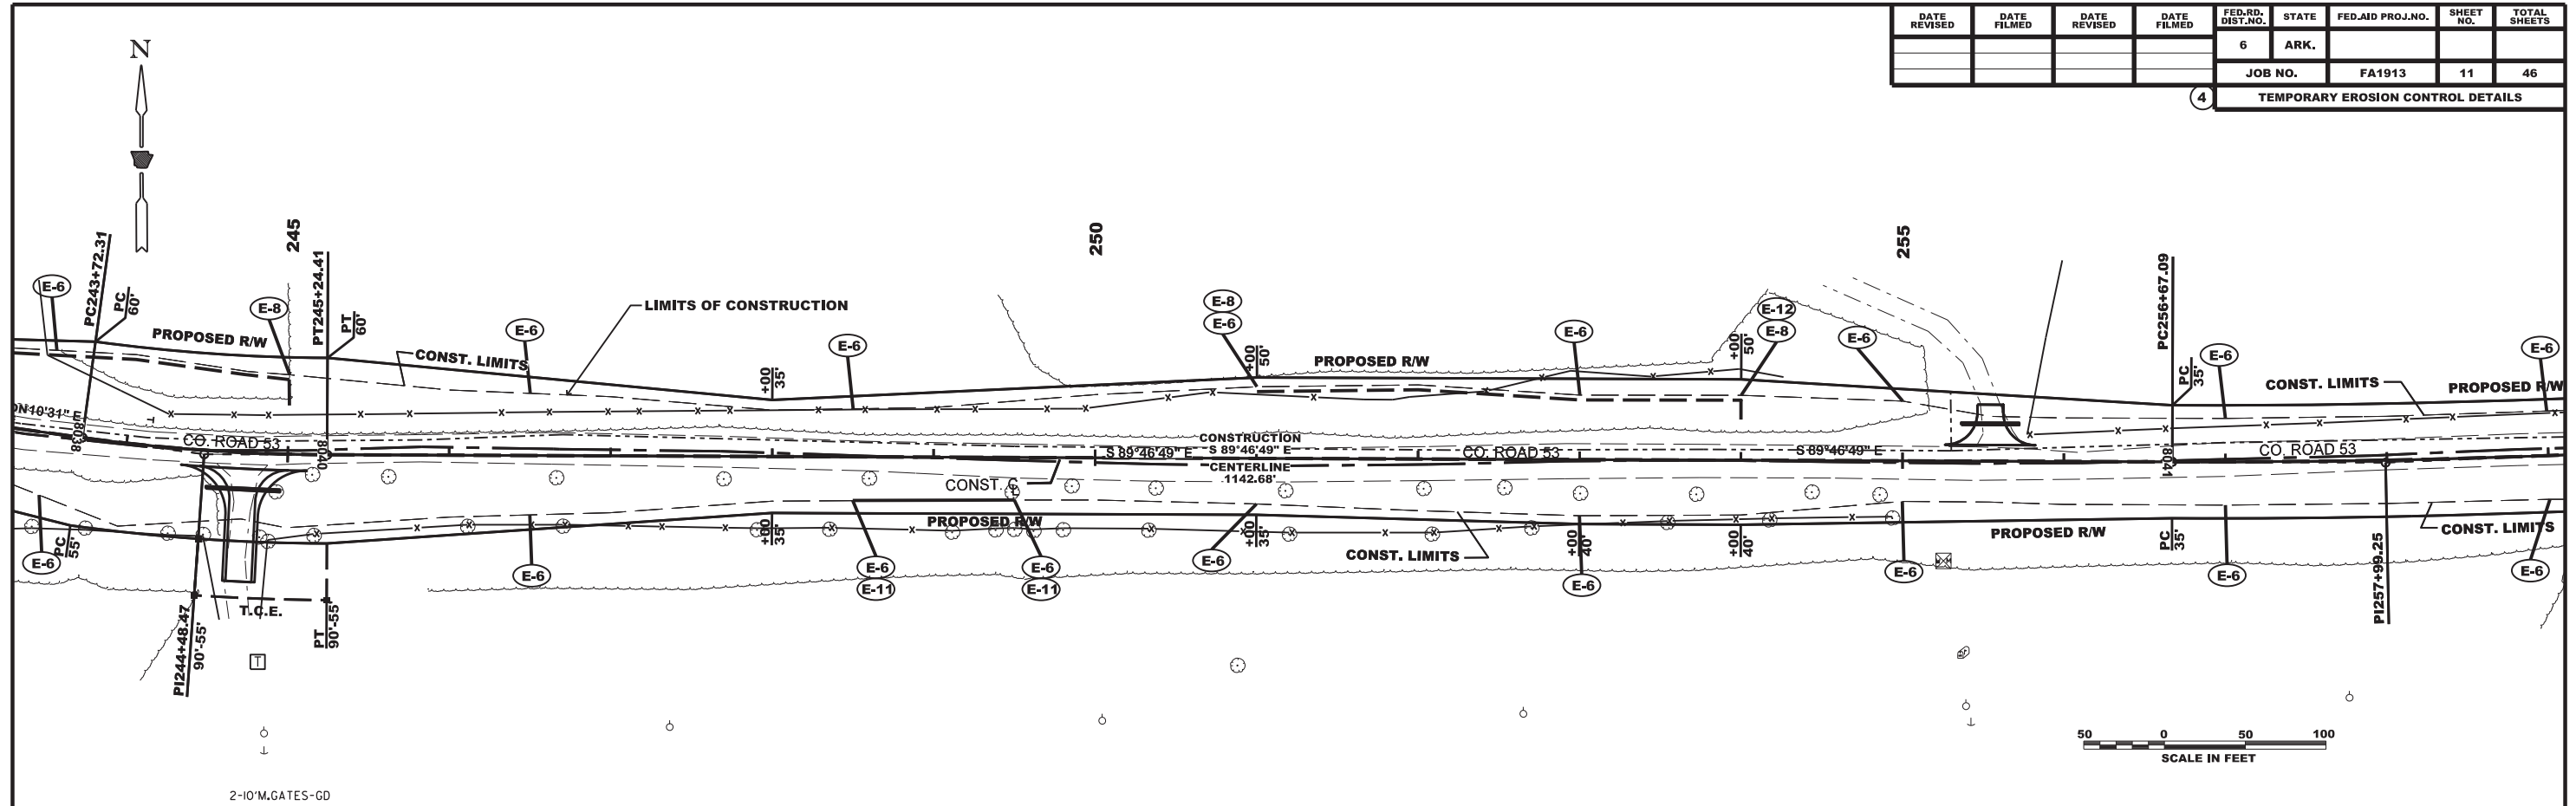 DATE REVISED
DATE FILMED
DATE REVISED
DATE FILMED
FED.RD. DIST.NO.
STATE
FED.AID PROJ.NO.
SHEET NO.
TOTAL SHEETS
6
ARK.
JOB NO.
FA1913
11
46
4
TEMPORARY EROSION CONTROL DETAILS
N
245
250
255
PC243+72.31
PC
60'
PT245+24.41
PT
60'
PC256+67.09
PC
35'
E-6
E-8
E-6
LIMITS OF CONSTRUCTION
E-6
E-8
E-6
E-6
E-12
E-8
E-6
E-6
E-6
PROPOSED R/W
CONST. LIMITS
+00
35'
+00
50'
PROPOSED R/W
+00
50'
CONST. LIMITS
PROPOSED R/W
10'31" E
8038
CO. ROAD 53
8040
S 89°46'49" E
CONSTRUCTION
S 89°46'49" E
CENTERLINE
1142.68'
CO. ROAD 53
S 89°46'49" E
8041
CO. ROAD 53
CONST. ℄
PROPOSED R/W
+00
35'
+00
35'
CONST. LIMITS
+00
40'
+00
40'
PROPOSED R/W
PC
35'
CONST. LIMITS
PC
55'
E-6
E-6
E-6
E-11
E-6
E-11
E-6
E-6
E-6
E-6
E-6
T.C.E.
PI244+48.47
90'-55'
PT
90'-55'
PI257+99.25
T
50 0 50 100
SCALE IN FEET
2-10'M.GATES-GD